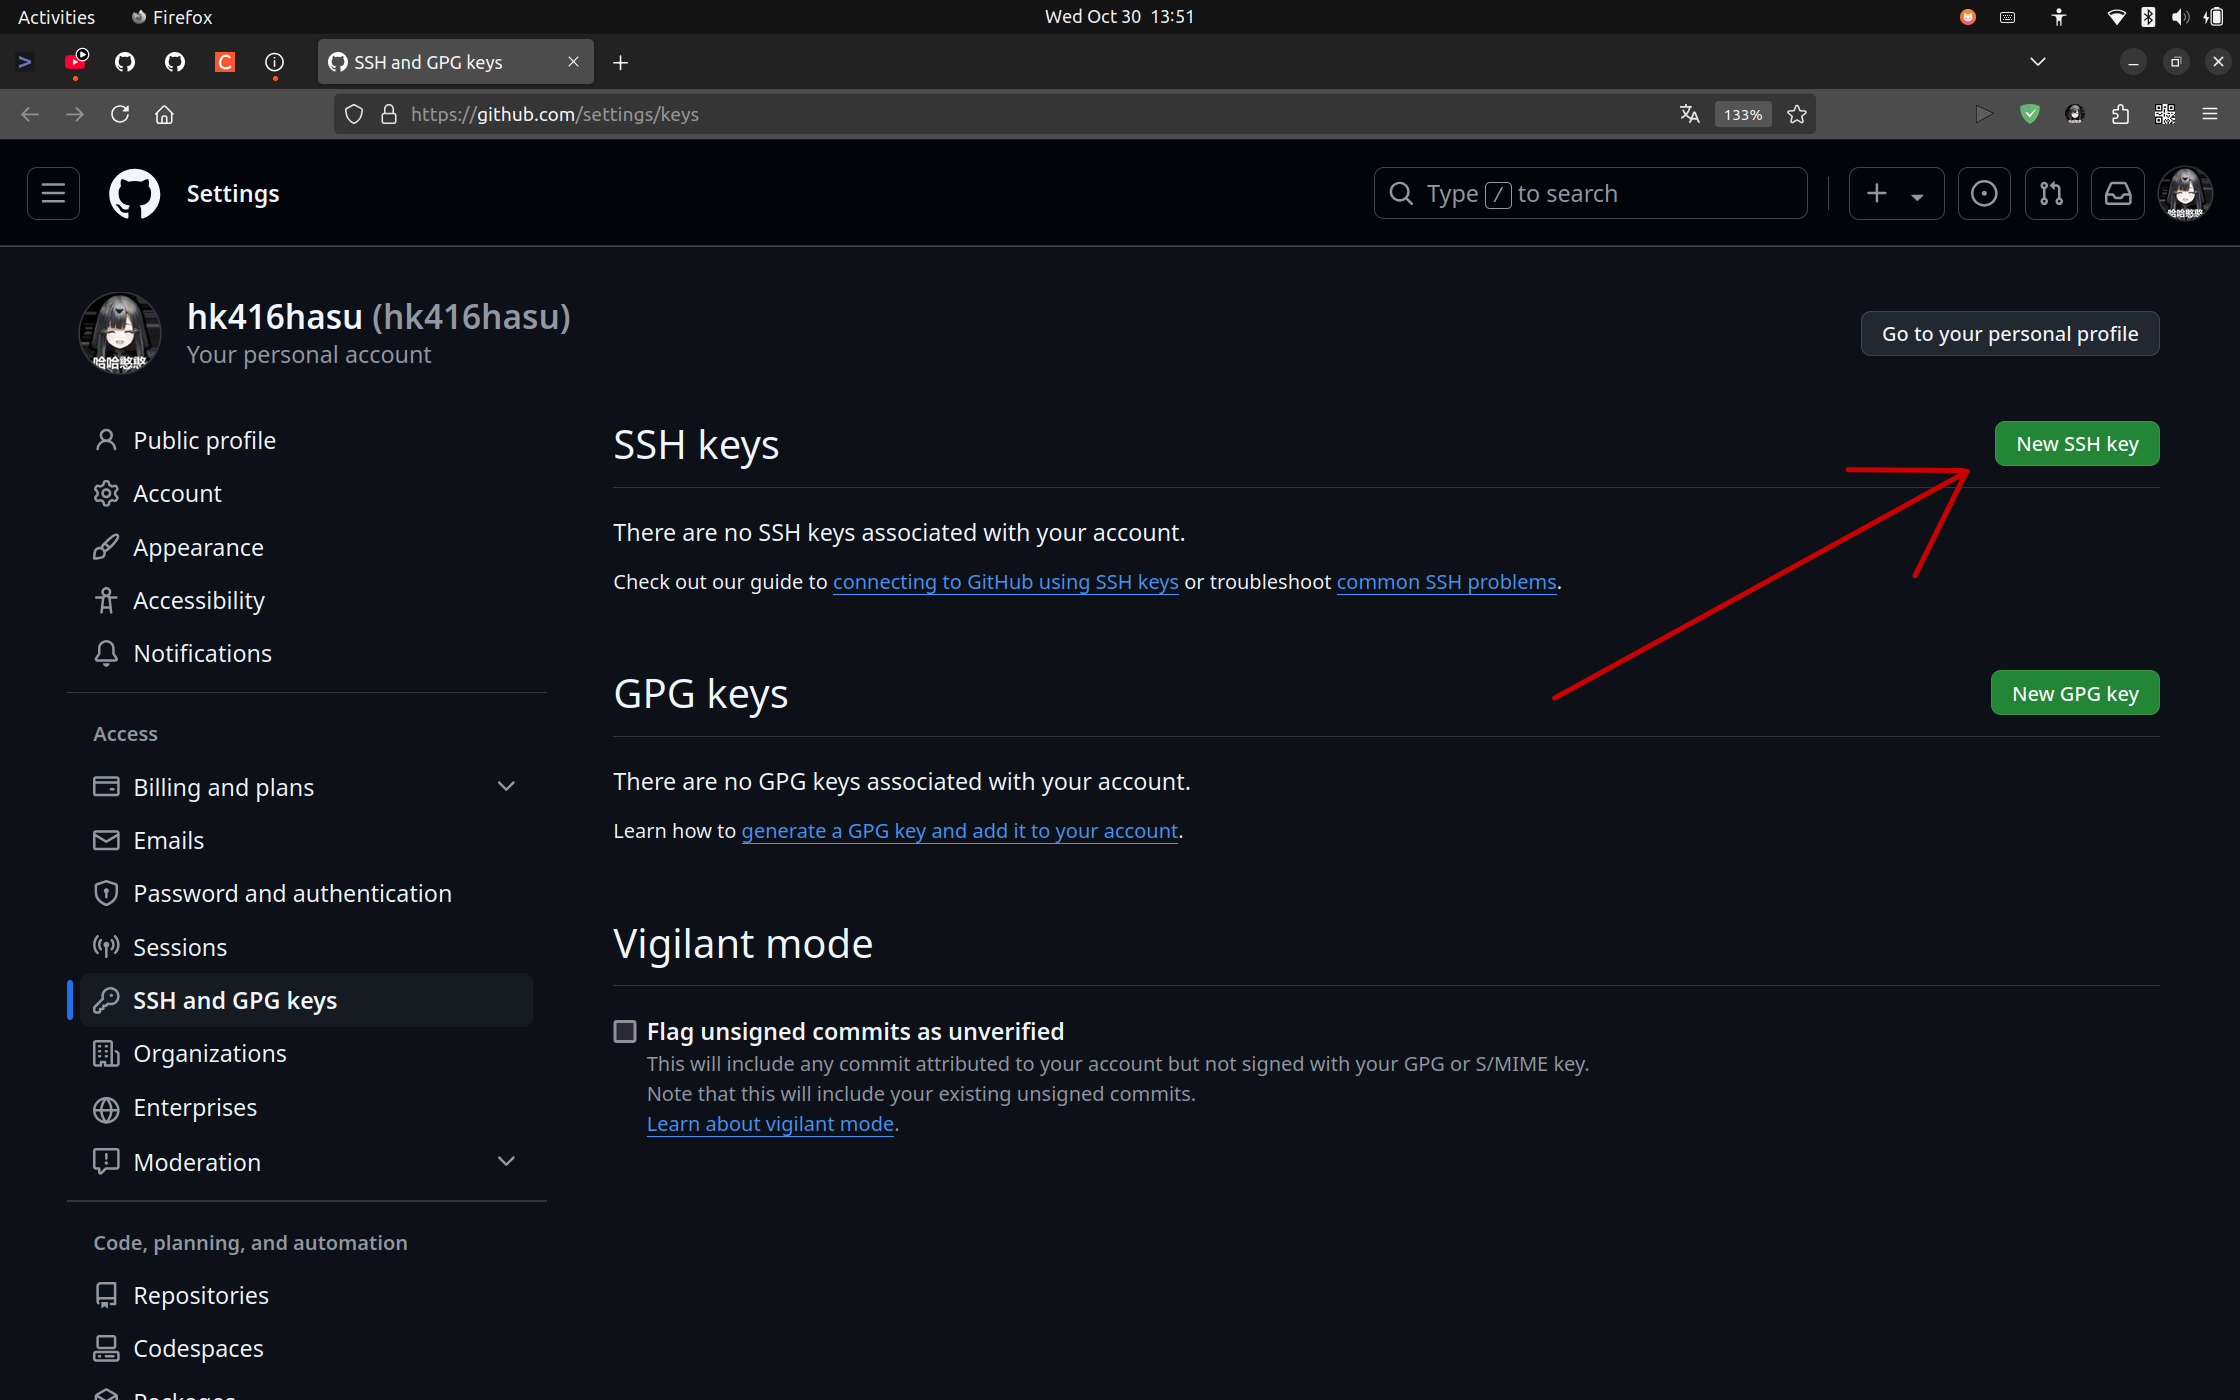 Activities Firefox Wed Oct 30 13:51
SSH and GPG keys
https://github.com/settings/keys 133%
Settings Type / to search
hk416hasu (hk416hasu)
Your personal account
Go to your personal profile
哈哈憨憨
Public profile
Account
Appearance
Accessibility
Notifications
Access
Billing and plans
Emails
Password and authentication
Sessions
SSH and GPG keys
Organizations
Enterprises
Moderation
Code, planning, and automation
Repositories
Codespaces
Packages
SSH keys
New SSH key
There are no SSH keys associated with your account.
Check out our guide to connecting to GitHub using SSH keys or troubleshoot common SSH problems.
GPG keys
New GPG key
There are no GPG keys associated with your account.
Learn how to generate a GPG key and add it to your account.
Vigilant mode
Flag unsigned commits as unverified
This will include any commit attributed to your account but not signed with your GPG or S/MIME key.
Note that this will include your existing unsigned commits.
Learn about vigilant mode.